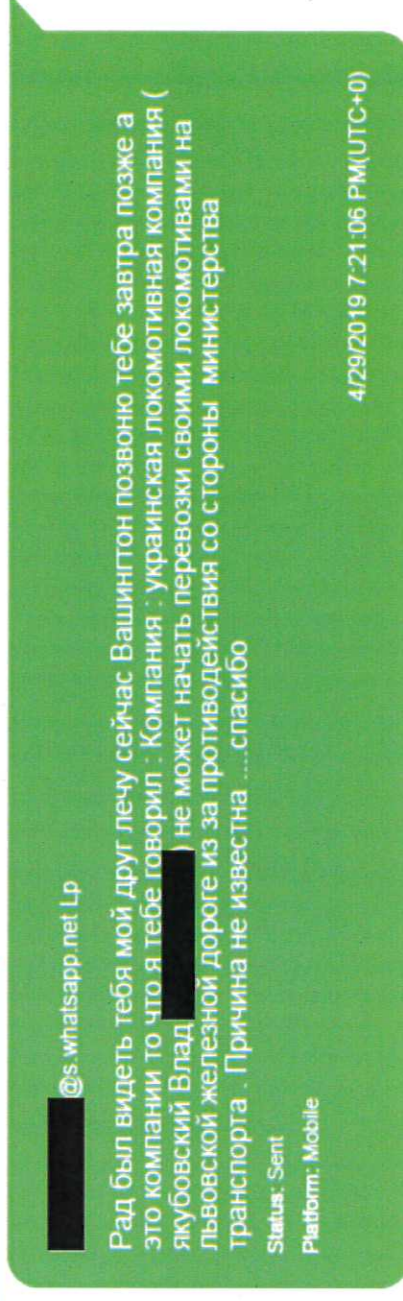 @s.whatsapp.net Lp
Рад был видеть тебя мой друг лечу сейчас Вашингтон позвоню тебе завтра позже а
это компании то что я тебе говорил : Компания : украинская локомотивная компания (
якубовский Влад ) не может начать перевозки своими локомотивами на
львовской железной дороге из за противодействия со стороны министерства
транспорта . Причина не известна ....спасибо
Status: Sent
Platform: Mobile
4/29/2019 7:21:06 PM(UTC+0)